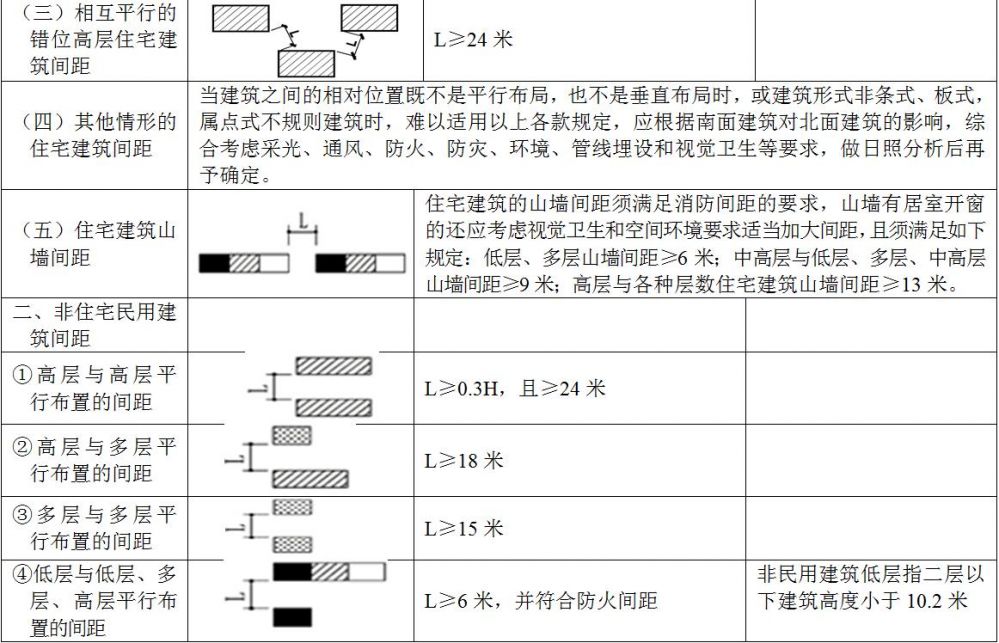 （三）相互平行的
错位高层住宅建
筑间距
L
L
L≥24 米
（四）其他情形的
住宅建筑间距
当建筑之间的相对位置既不是平行布局，也不是垂直布局时，或建筑形式非条式、板式，
属点式不规则建筑时，难以适用以上各款规定，应根据南面建筑对北面建筑的影响，综
合考虑采光、通风、防火、防灾、环境、管线埋设和视觉卫生等要求，做日照分析后再
予确定。
（五）住宅建筑山
墙间距
L
住宅建筑的山墙间距须满足消防间距的要求，山墙有居室开窗
的还应考虑视觉卫生和空间环境要求适当加大间距，且须满足如下
规定：低层、多层山墙间距≥6 米；中高层与低层、多层、中高层
山墙间距≥9 米；高层与各种层数住宅建筑山墙间距≥13 米。
二、非住宅民用建
筑间距
①高层与高层平
行布置的间距
L
L≥0.3H，且≥24 米
②高层与多层平
行布置的间距
L
L≥18 米
③多层与多层平
行布置的间距
L
L≥15 米
④低层与低层、多
层、高层平行布
置的间距
L
L≥6 米，并符合防火间距
非民用建筑低层指二层以
下建筑高度小于 10.2 米